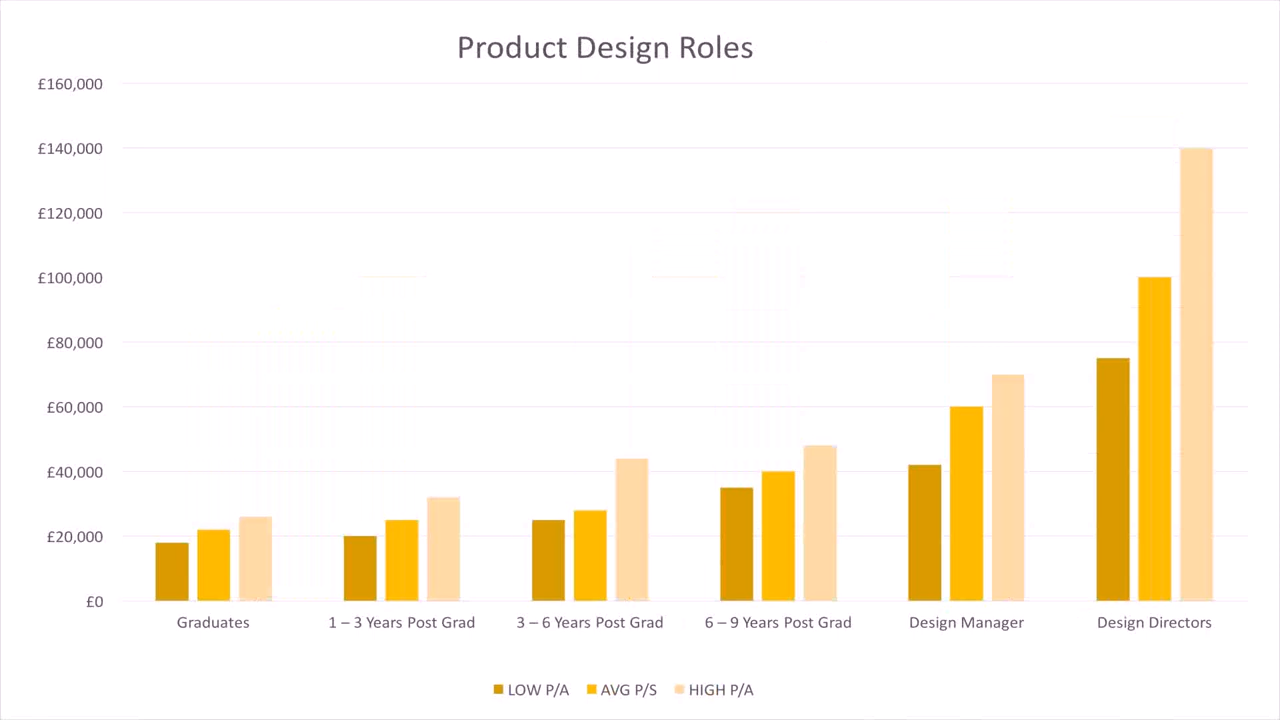 Product Design Roles
£160,000
£140,000
£120,000
£100,000
£80,000
£60,000
£40,000
£20,000
£0
Graduates
1 – 3 Years Post Grad
3 – 6 Years Post Grad
6 – 9 Years Post Grad
Design Manager
Design Directors
LOW P/A
AVG P/S
HIGH P/A